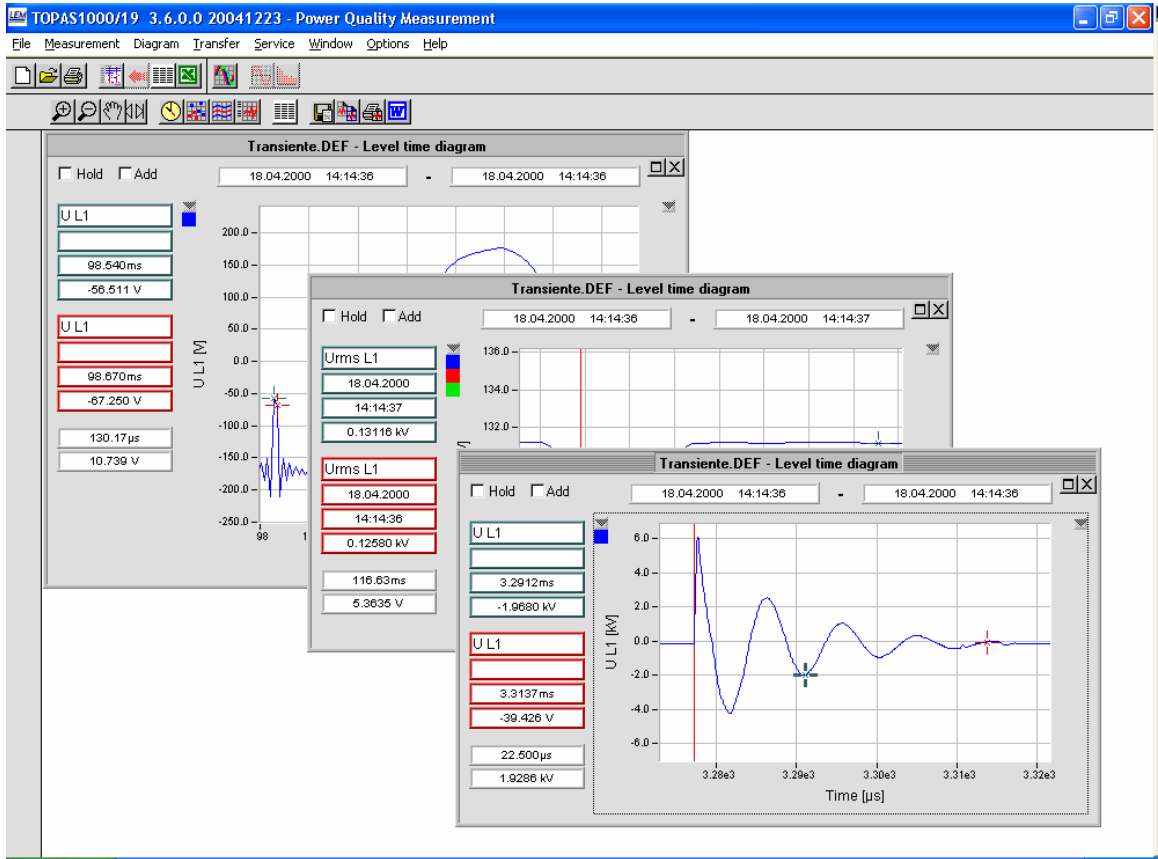 LEM TOPAS1000/19 3.6.0.0 20041223 - Power Quality Measurement
File Measurement Diagram Transfer Service Window Options Help
Transiente.DEF - Level time diagram
Hold Add 18.04.2000 14:14:36 - 18.04.2000 14:14:36
U L1
98.540ms
-56.511 V
U L1
98.670ms
-67.250 V
130.17µs
10.739 V
U L1 [V]
200.0
150.0
100.0
50.0
0.0
-50.0
-100.0
-150.0
-200.0
-250.0
98 1
Transiente.DEF - Level time diagram
Hold Add 18.04.2000 14:14:36 - 18.04.2000 14:14:37
Urms L1
18.04.2000
14:14:37
0.13116 kV
Urms L1
18.04.2000
14:14:36
0.12580 kV
116.63ms
5.3635 V
136.0
134.0
132.0
Transiente.DEF - Level time diagram
Hold Add 18.04.2000 14:14:36 - 18.04.2000 14:14:36
U L1
3.2912ms
-1.9680 kV
U L1
3.3137ms
-39.426 V
22.500µs
1.9286 kV
U L1 [kV]
6.0
4.0
2.0
0.0
-2.0
-4.0
-6.0
3.28e3 3.29e3 3.30e3 3.31e3 3.32e3
Time [µs]